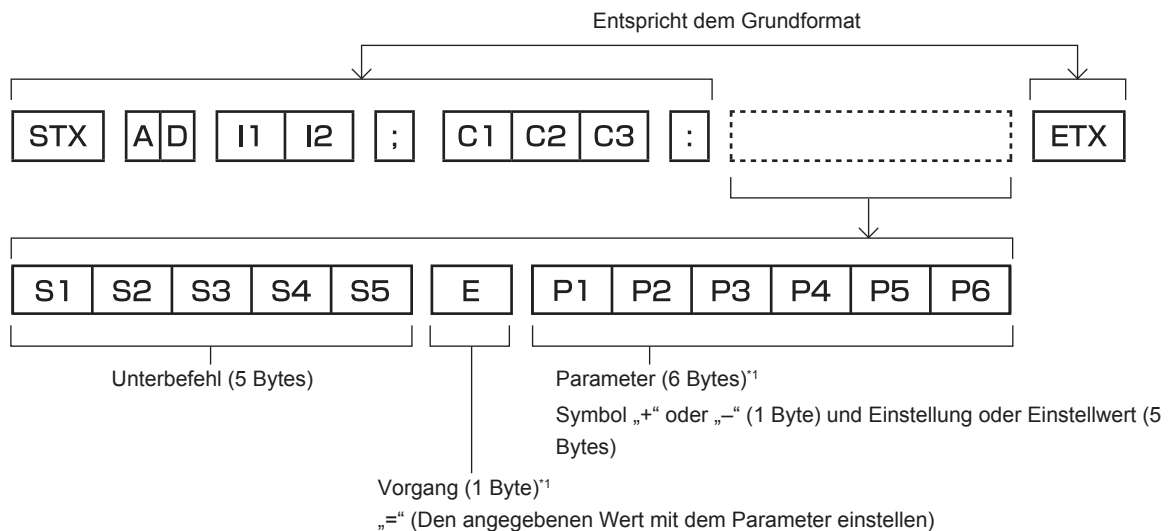 Entspricht dem Grundformat
STX A D I1 I2 ; C1 C2 C3 : ETX
S1 S2 S3 S4 S5 E P1 P2 P3 P4 P5 P6
Unterbefehl (5 Bytes)
Parameter (6 Bytes)*1
Symbol „+“ oder „–“ (1 Byte) und Einstellung oder Einstellwert (5
Bytes)
Vorgang (1 Byte)*1
„=“ (Den angegebenen Wert mit dem Parameter einstellen)